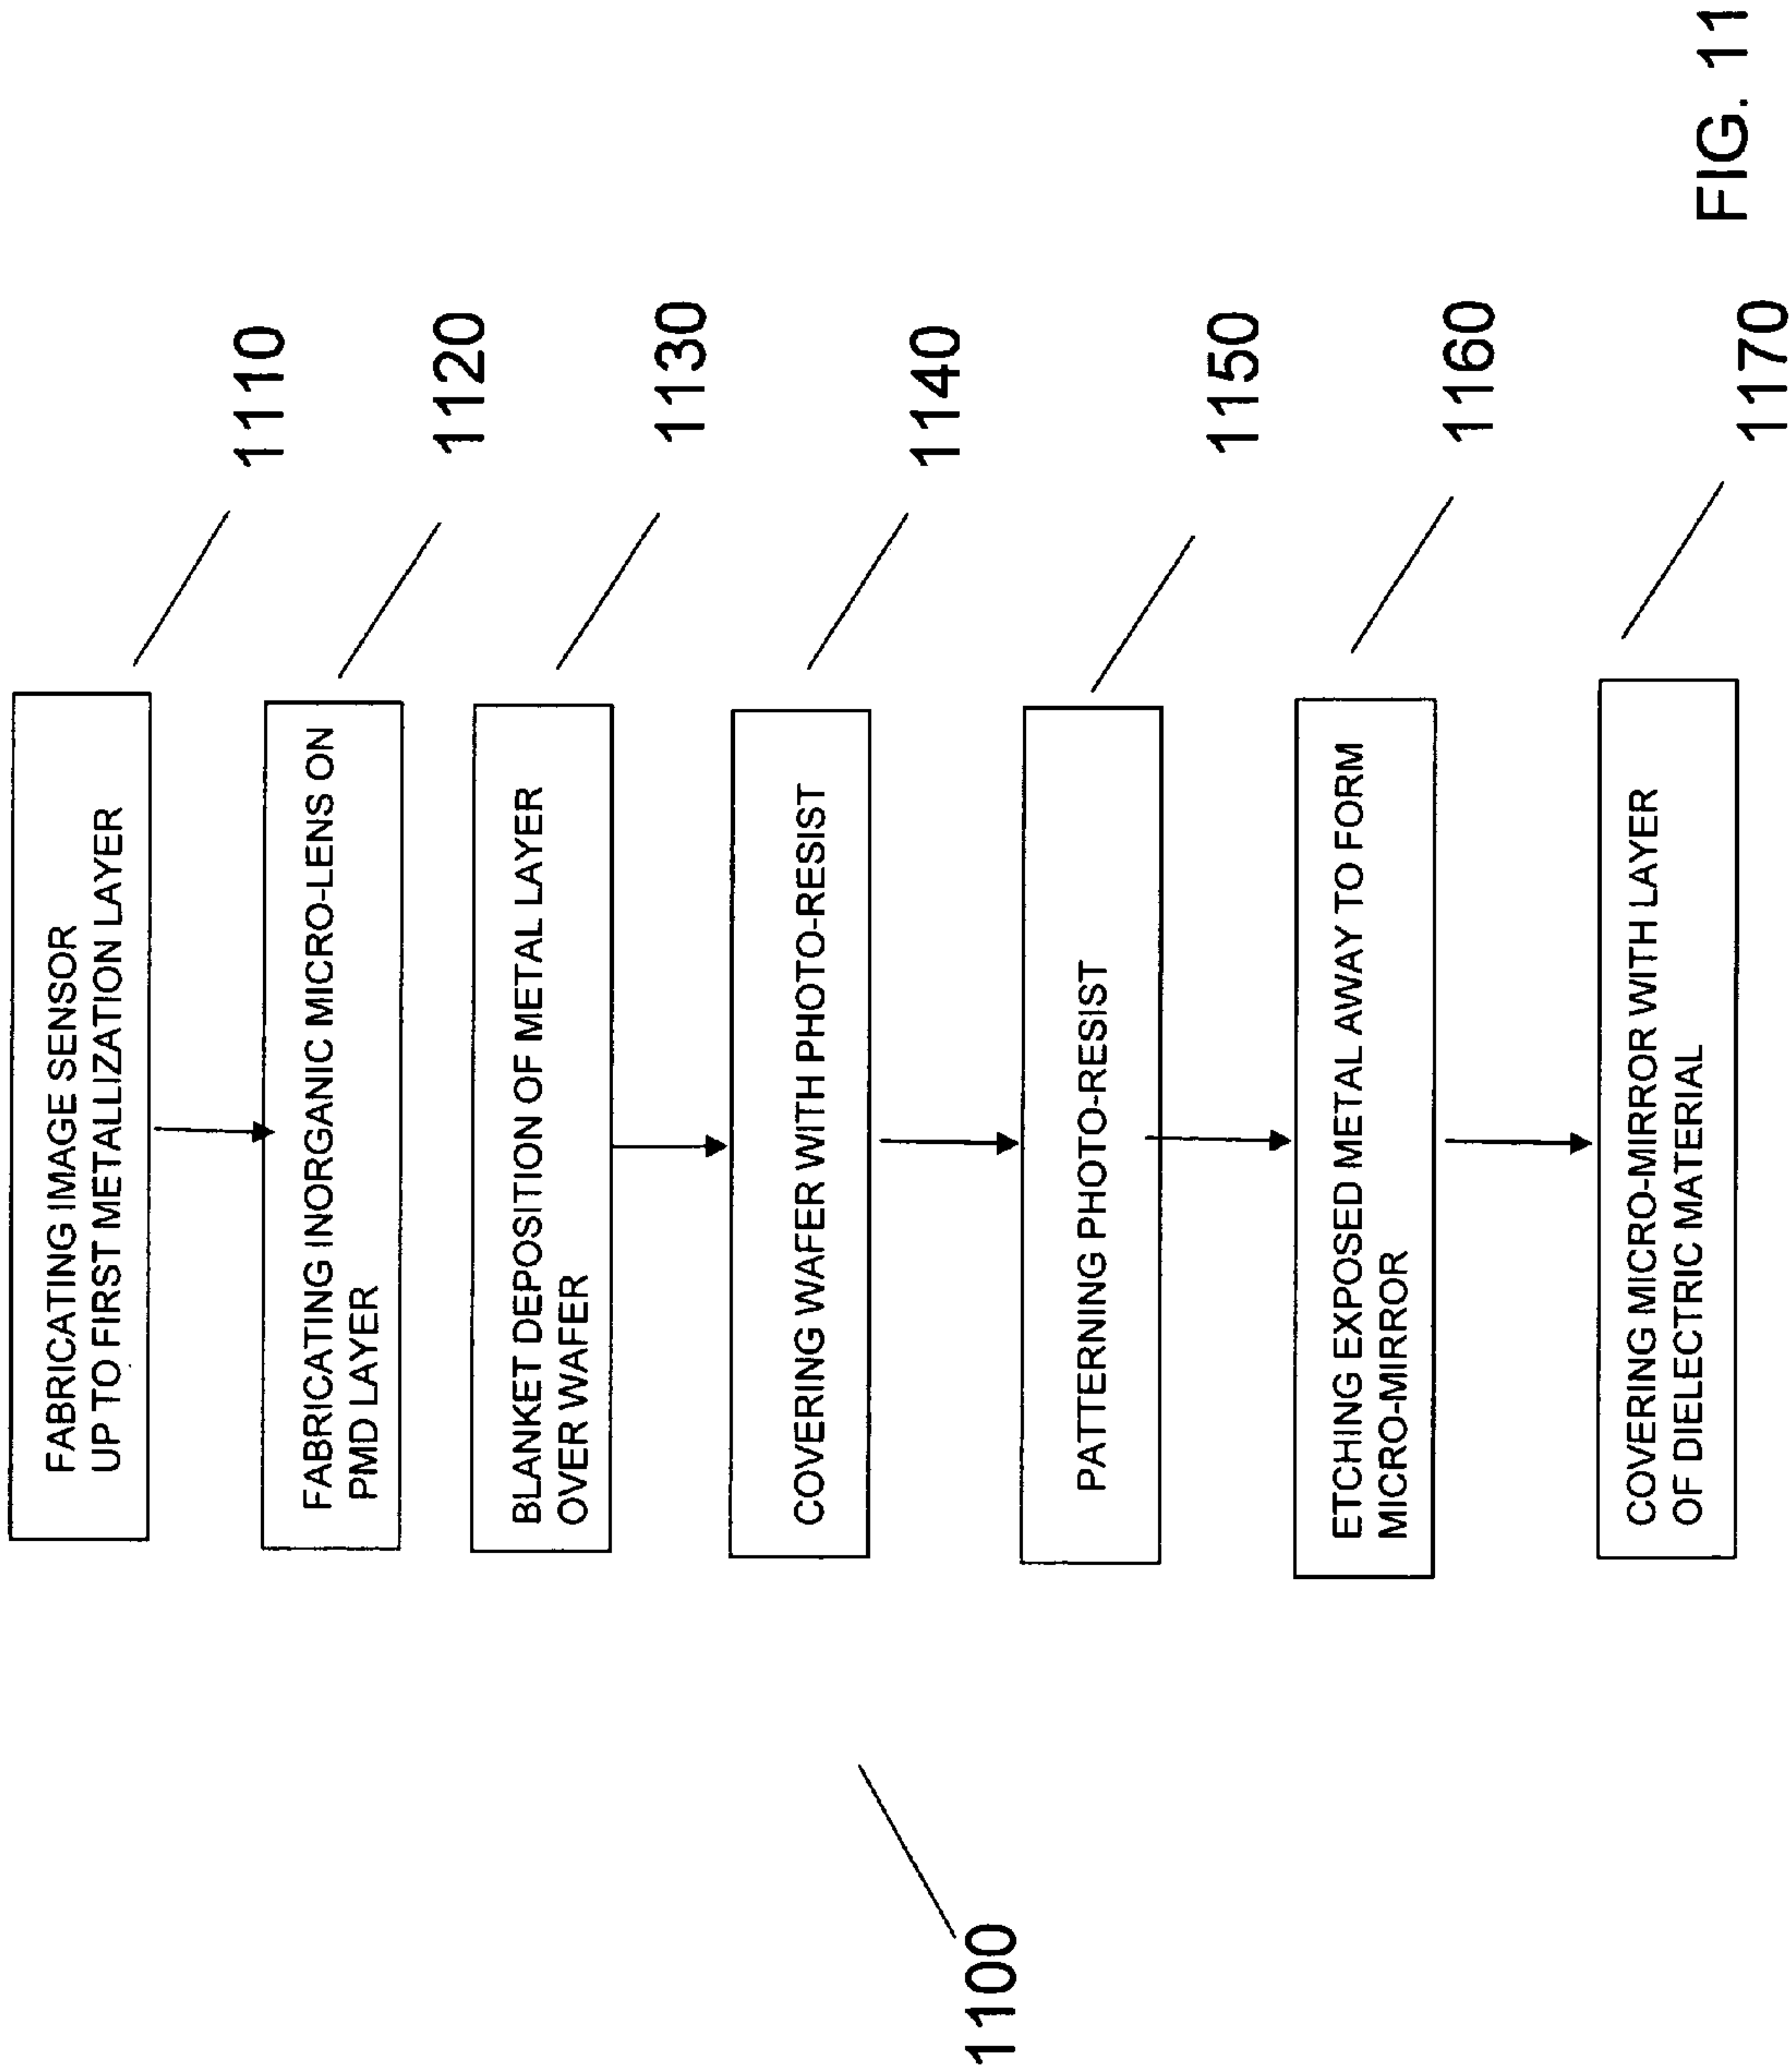 FABRICATING IMAGE SENSOR
UP TO FIRST METALLIZATION LAYER
1110
FABRICATING INORGANIC MICRO-LENS ON
PMD LAYER
1120
BLANKET DEPOSITION OF METAL LAYER
OVER WAFER
1130
COVERING WAFER WITH PHOTO-RESIST
1140
PATTERNING PHOTO-RESIST
1150
ETCHING EXPOSED METAL AWAY TO FORM
MICRO-MIRROR
1160
COVERING MICRO-MIRROR WITH LAYER
OF DIELECTRIC MATERIAL
1170
1100
FIG. 11